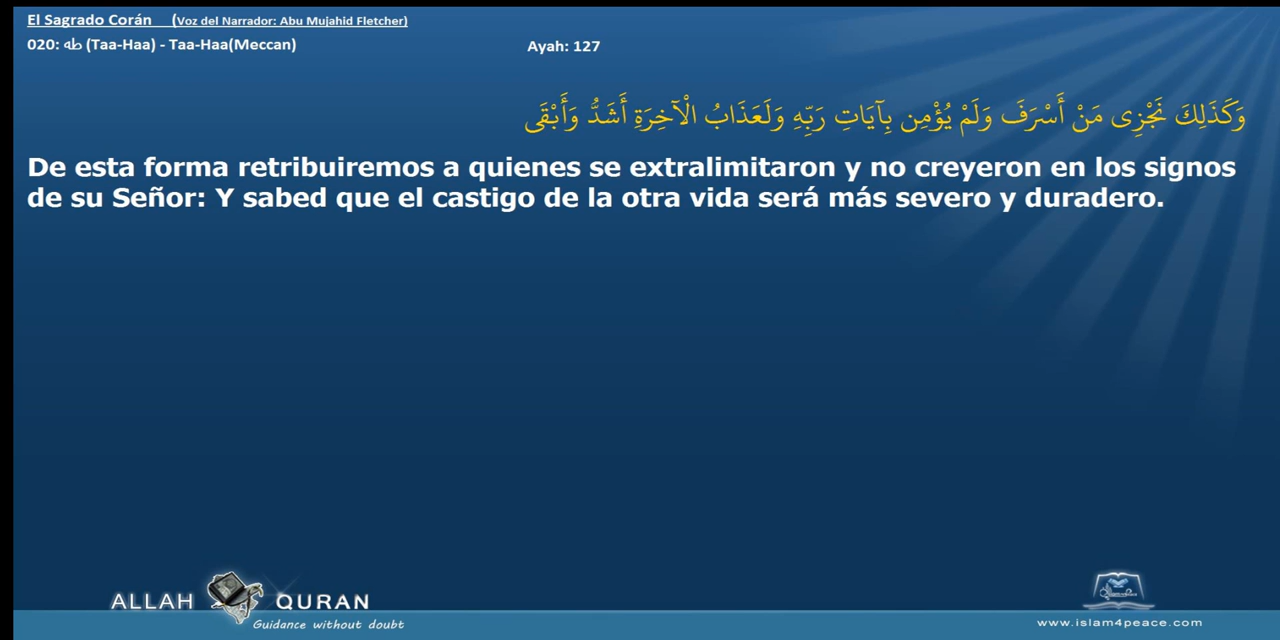 El Sagrado Corán (Voz del Narrador: Abu Mujahid Fletcher)
020: طه (Taa-Haa) - Taa-Haa(Meccan) Ayah: 127
وَكَذَلِكَ نَجْزِى مَنْ أَسْرَفَ وَلَمْ يُؤْمِن بِآيَاتِ رَبِّهِ وَلَعَذَابُ الْآخِرَةِ أَشَدُّ وَأَبْقَى
De esta forma retribuiremos a quienes se extralimitaron y no creyeron en los signos
de su Señor: Y sabed que el castigo de la otra vida será más severo y duradero.
ALLAH QURAN
Guidance without doubt
www.islam4peace.com